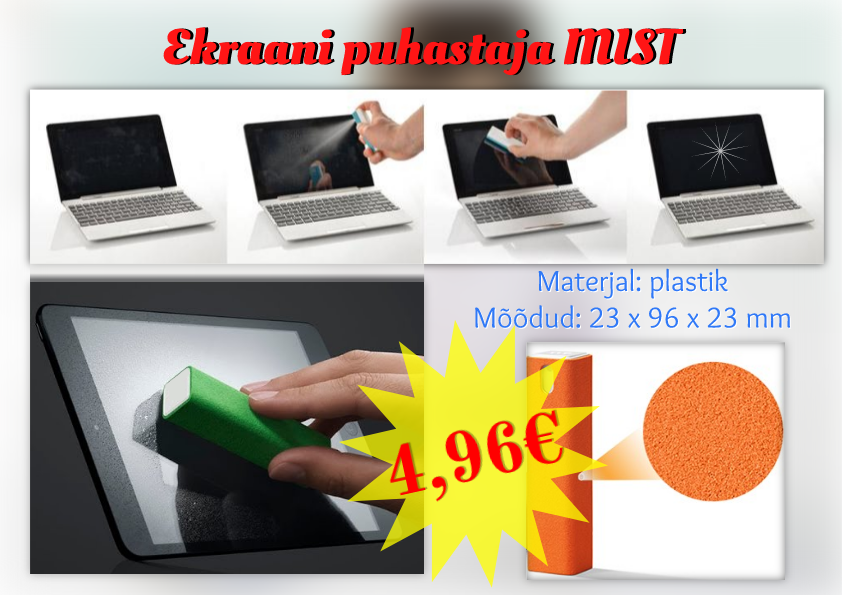 Ekraani puhastaja MIST
Materjal: plastik
Mõõdud: 23 x 96 x 23 mm
4,96€